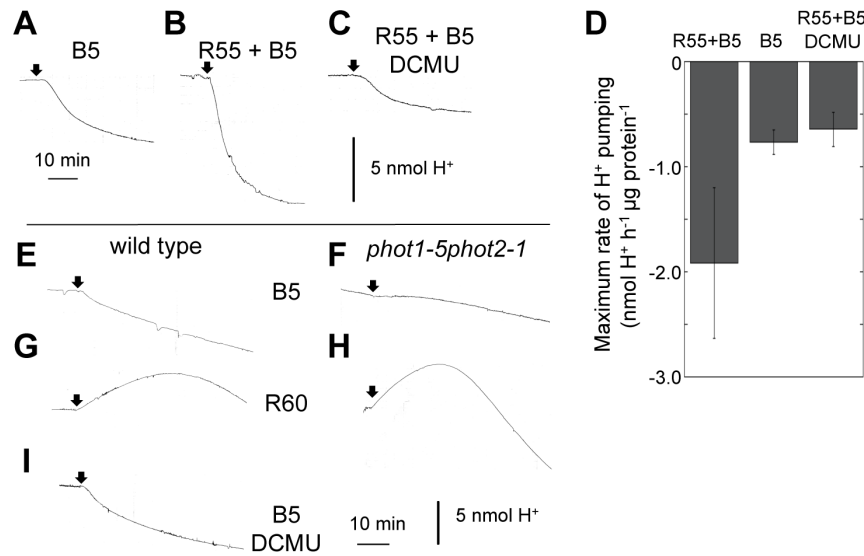 A
B5
B
R55 + B5
C
R55 + B5
DCMU
10 min
5 nmol H⁺
D
R55+B5
B5
R55+B5
DCMU
Maximum rate of H⁺ pumping
(nmol H⁺ h⁻¹ µg protein⁻¹)
0
-1.0
-2.0
-3.0
wild type
phot1-5phot2-1
E
B5
F
G
R60
H
I
B5
DCMU
10 min
5 nmol H⁺